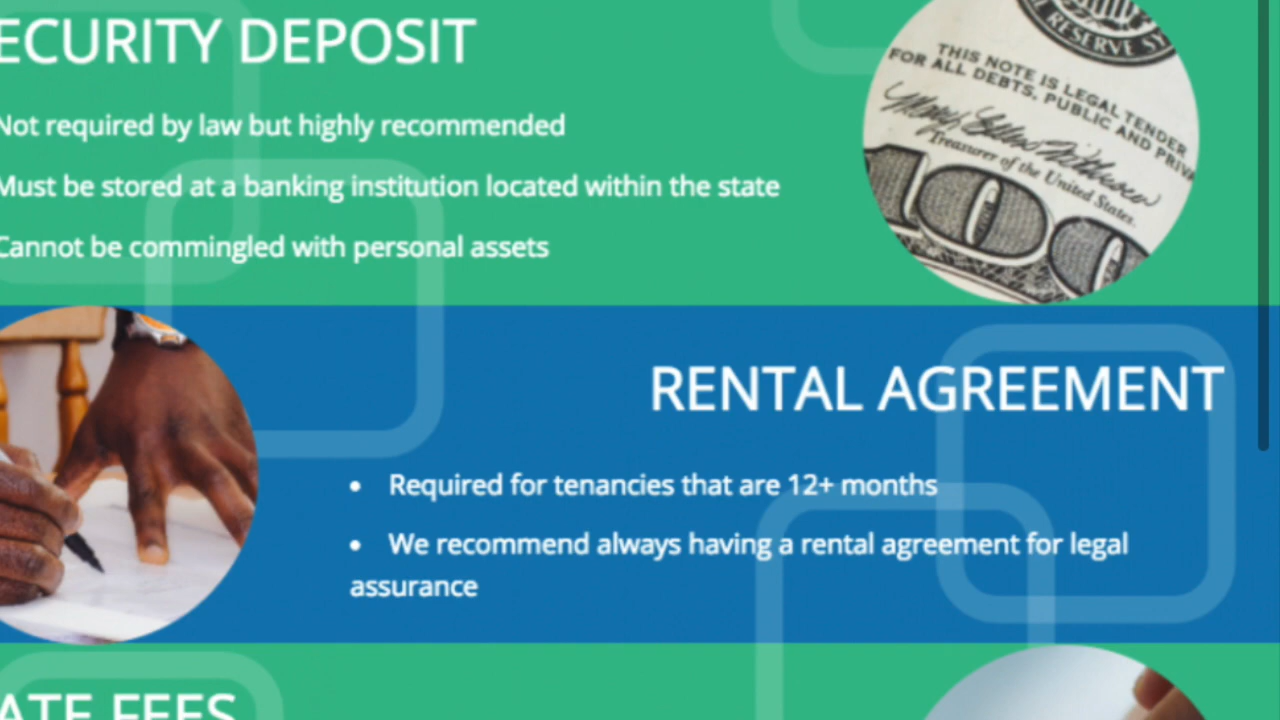 ECURITY DEPOSIT
Not required by law but highly recommended
Must be stored at a banking institution located within the state
Cannot be commingled with personal assets
RESERVE SY
THIS NOTE IS LEGAL TENDER
FOR ALL DEBTS, PUBLIC AND PRIVA
Treasurer of the United States.
100
RENTAL AGREEMENT
• Required for tenancies that are 12+ months
• We recommend always having a rental agreement for legal
assurance
ATE FEES